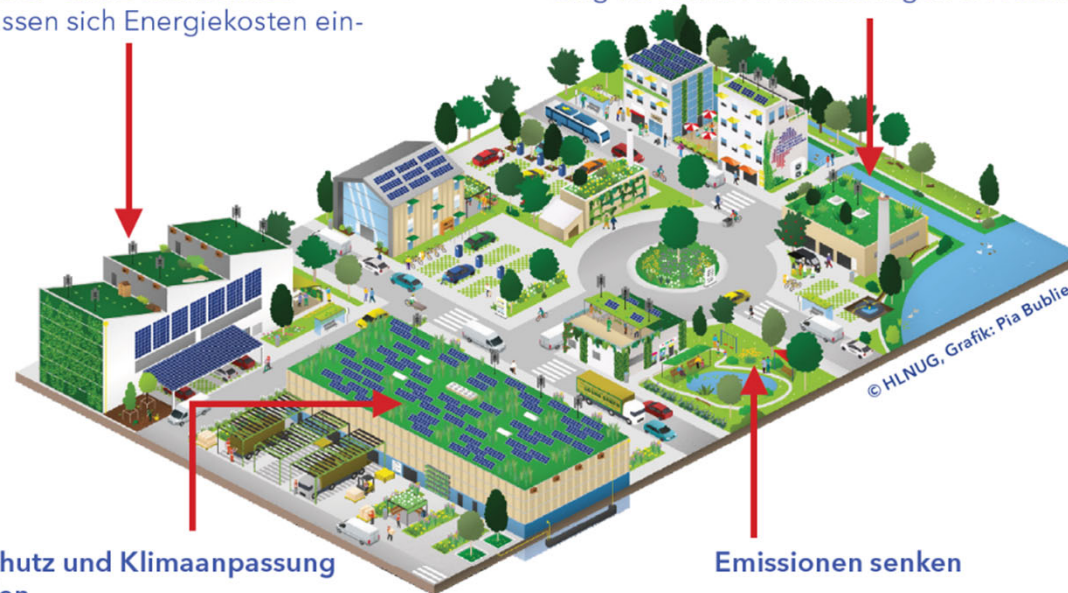 ssen sich Energiekosten ein-
© HLNUG, Grafik: Pia Bublie
hutz und Klimaanpassung
Emissionen senken